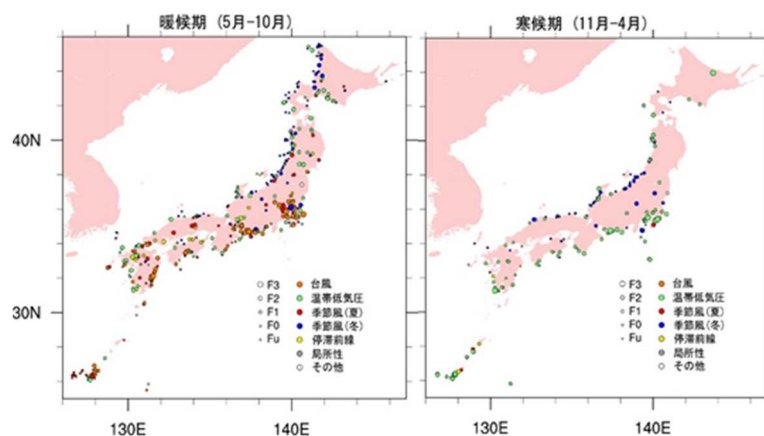 暖候期（5月-10月）
寒候期（11月-4月）
40N
30N
F3
F2
F1
F0
Fu
台風
温帯低気圧
季節風(夏)
季節風(冬)
停滞前線
局所性
その他
F3
F2
F1
F0
Fu
台風
温帯低気圧
季節風(夏)
季節風(冬)
停滞前線
局所性
その他
130E
140E
130E
140E